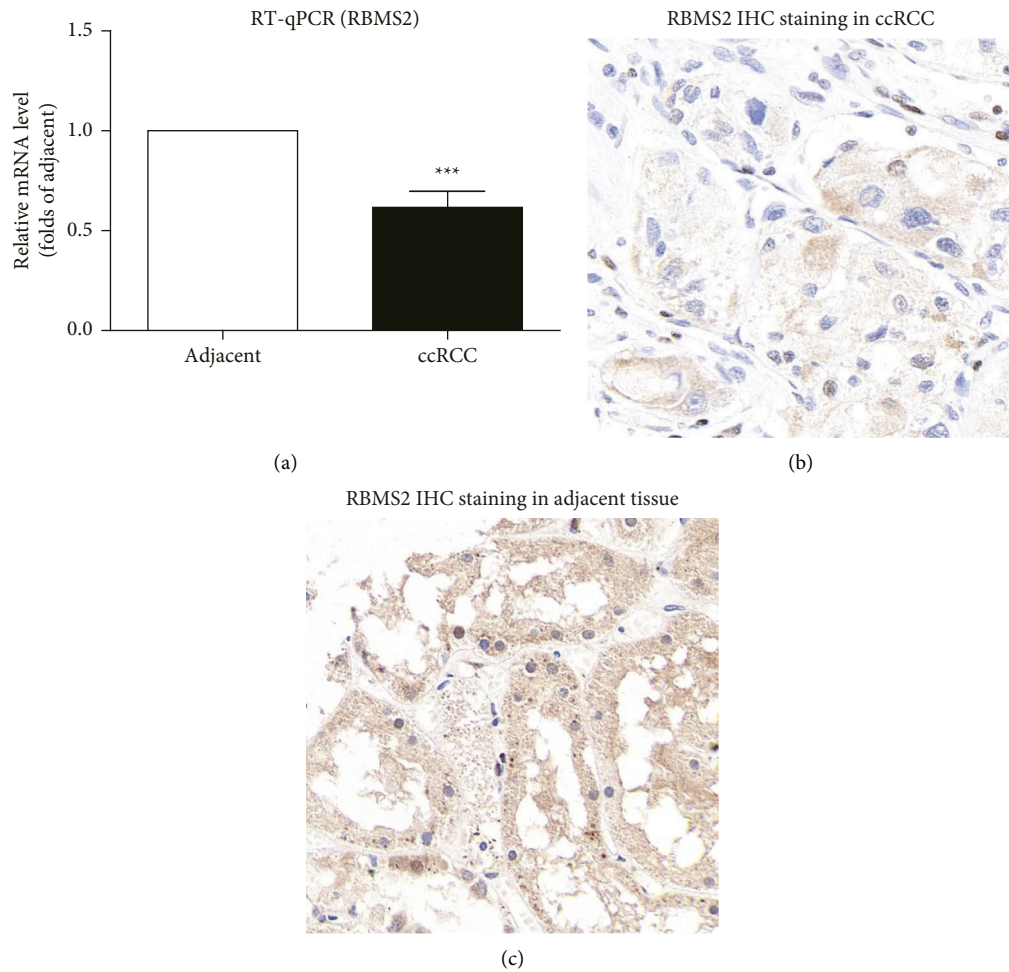 RT-qPCR (RBMS2)
1.5
1.0
0.5
0.0
Relative mRNA level
(folds of adjacent)
***
Adjacent
ccRCC
(a)
RBMS2 IHC staining in ccRCC
(b)
RBMS2 IHC staining in adjacent tissue
(c)